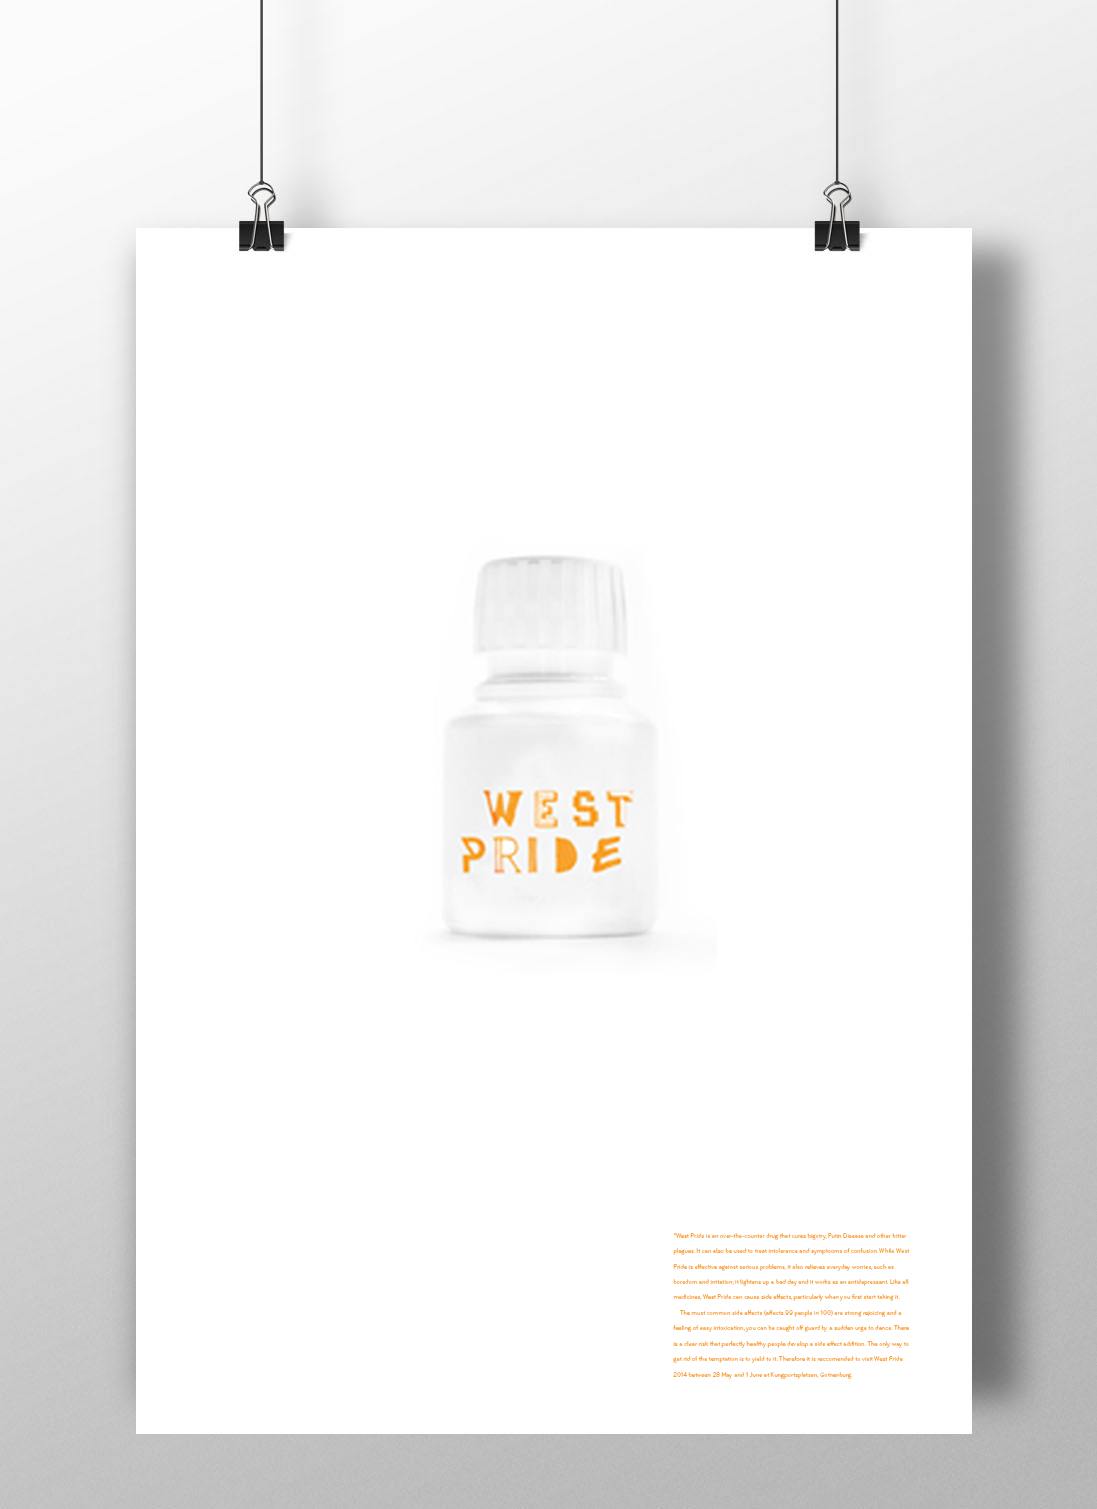 WEST
PRIDE
"West Pride is an over-the-counter drug that cures bigotry, Putin Disease and other bitter
plagues. It can also be used to treat intolerance and symptoms of confusion. While West
Pride is effective against serious problems, it also relieves everyday worries, such as
boredom and irritation, it lightens up a bad day and it works as an antidepressant. Like all
medicines, West Pride can cause side effects, particularly when you first start taking it.
The most common side effects (affects 99 people in 100) are strong rejoicing and a
feeling of easy intoxication, you can be caught off guard by a sudden urge to dance. There
is a clear risk that perfectly healthy people develop a side effect addition. The only way to
get rid of the temptation is to yield to it. Therefore it is reccomended to visit West Pride
2014 between 28 May and 1 June at Kungsportsplatsen, Gothenburg.